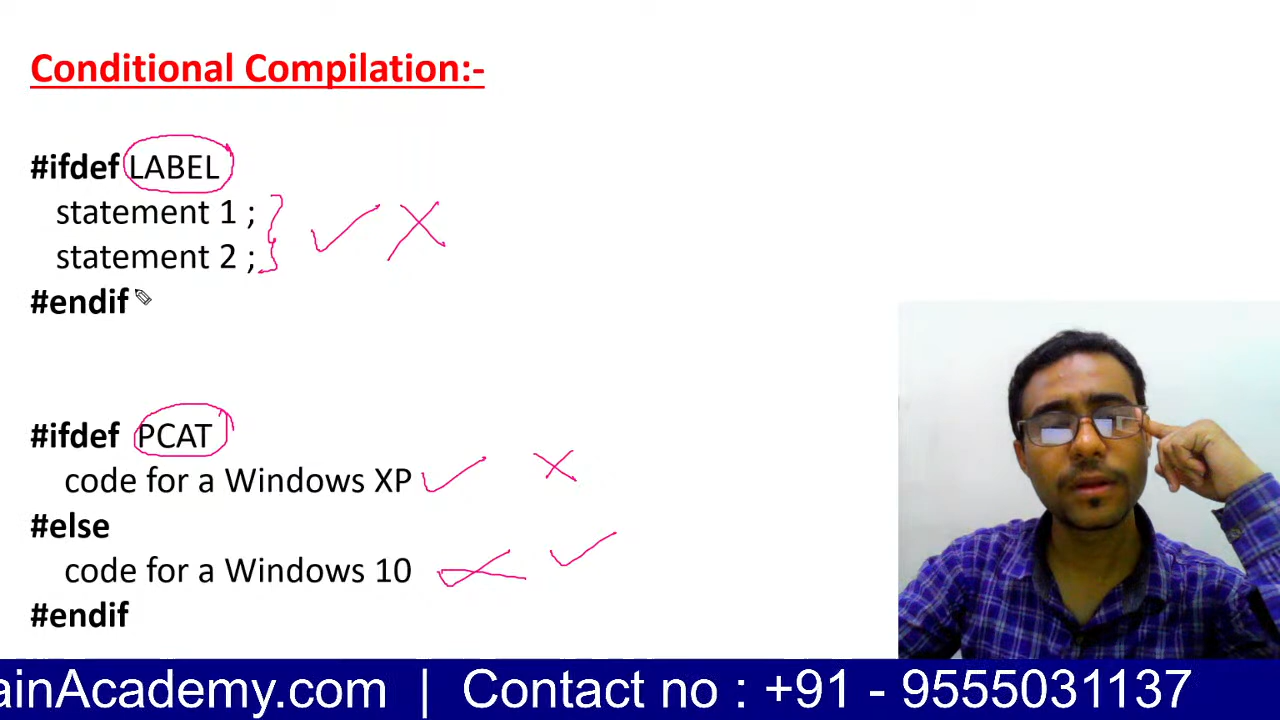 Conditional Compilation:-
#ifdef LABEL
statement 1 ;
statement 2 ;
#endif
#ifdef PCAT
code for a Windows XP
#else
code for a Windows 10
#endif
ainAcademy.com | Contact no : +91 - 9555031137